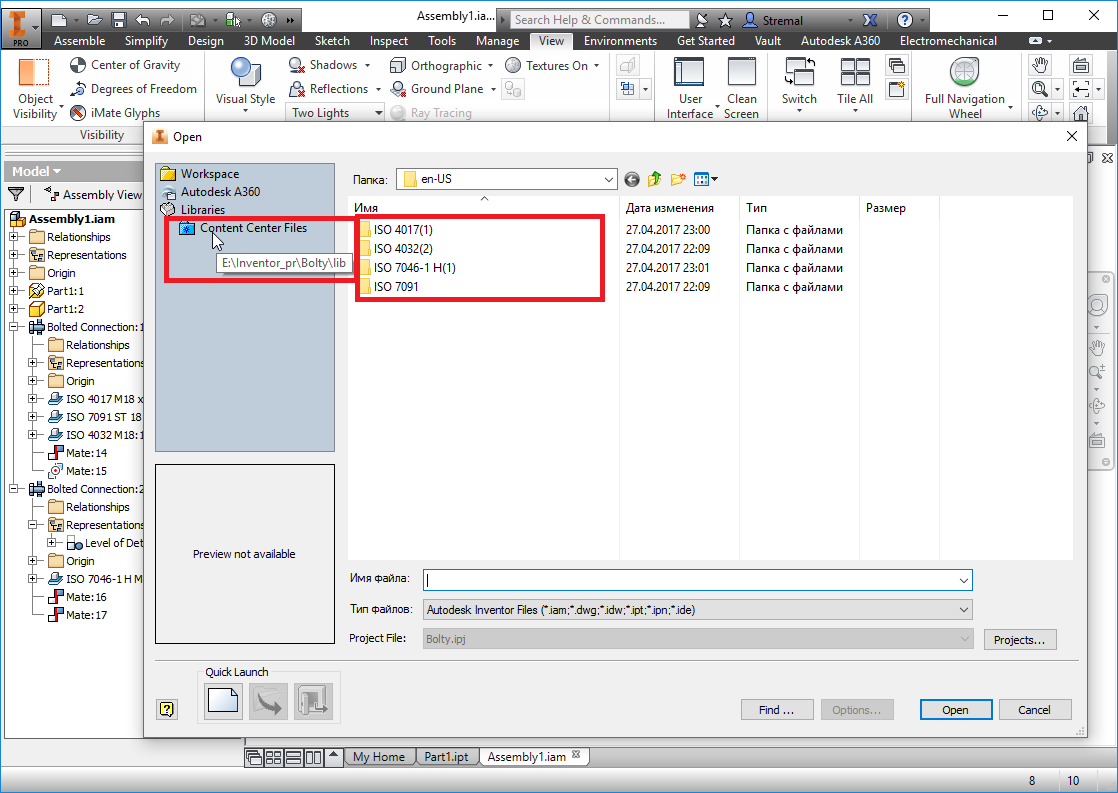 PRO
Assembly1.ia...
Search Help & Commands...
Stremal
Assemble Simplify Design 3D Model Sketch Inspect Tools Manage View Environments Get Started Vault Autodesk A360 Electromechanical
Object Visibility
Center of Gravity
Degrees of Freedom
iMate Glyphs
Visibility
Visual Style
Shadows
Reflections
Two Lights
Orthographic
Ground Plane
Ray Tracing
Textures On
User Interface
Clean Screen
Switch
Tile All
Full Navigation Wheel
Model
Assembly View
Assembly1.iam
Relationships
Representations
Origin
Part1:1
Part1:2
Bolted Connection:1
Relationships
Representations
Origin
ISO 4017 M18 x
ISO 7091 ST 18
ISO 4032 M18:1
Mate:14
Mate:15
Bolted Connection:2
Relationships
Representations
Level of Det
Origin
ISO 7046-1 H M
Mate:16
Mate:17
Open
Workspace
Autodesk A360
Libraries
Content Center Files
E:\Inventor_pr\Bolty\lib
Папка: en-US
Имя Дата изменения Тип Размер
ISO 4017(1) 27.04.2017 23:00 Папка с файлами
ISO 4032(2) 27.04.2017 22:09 Папка с файлами
ISO 7046-1 H(1) 27.04.2017 23:01 Папка с файлами
ISO 7091 27.04.2017 22:09 Папка с файлами
Preview not available
Имя файла:
Тип файлов: Autodesk Inventor Files (*.iam;*.dwg;*.idw;*.ipt;*.ipn;*.ide)
Project File: Bolty.ipj Projects...
Quick Launch
Find ... Options... Open Cancel
My Home Part1.ipt Assembly1.iam
8 10